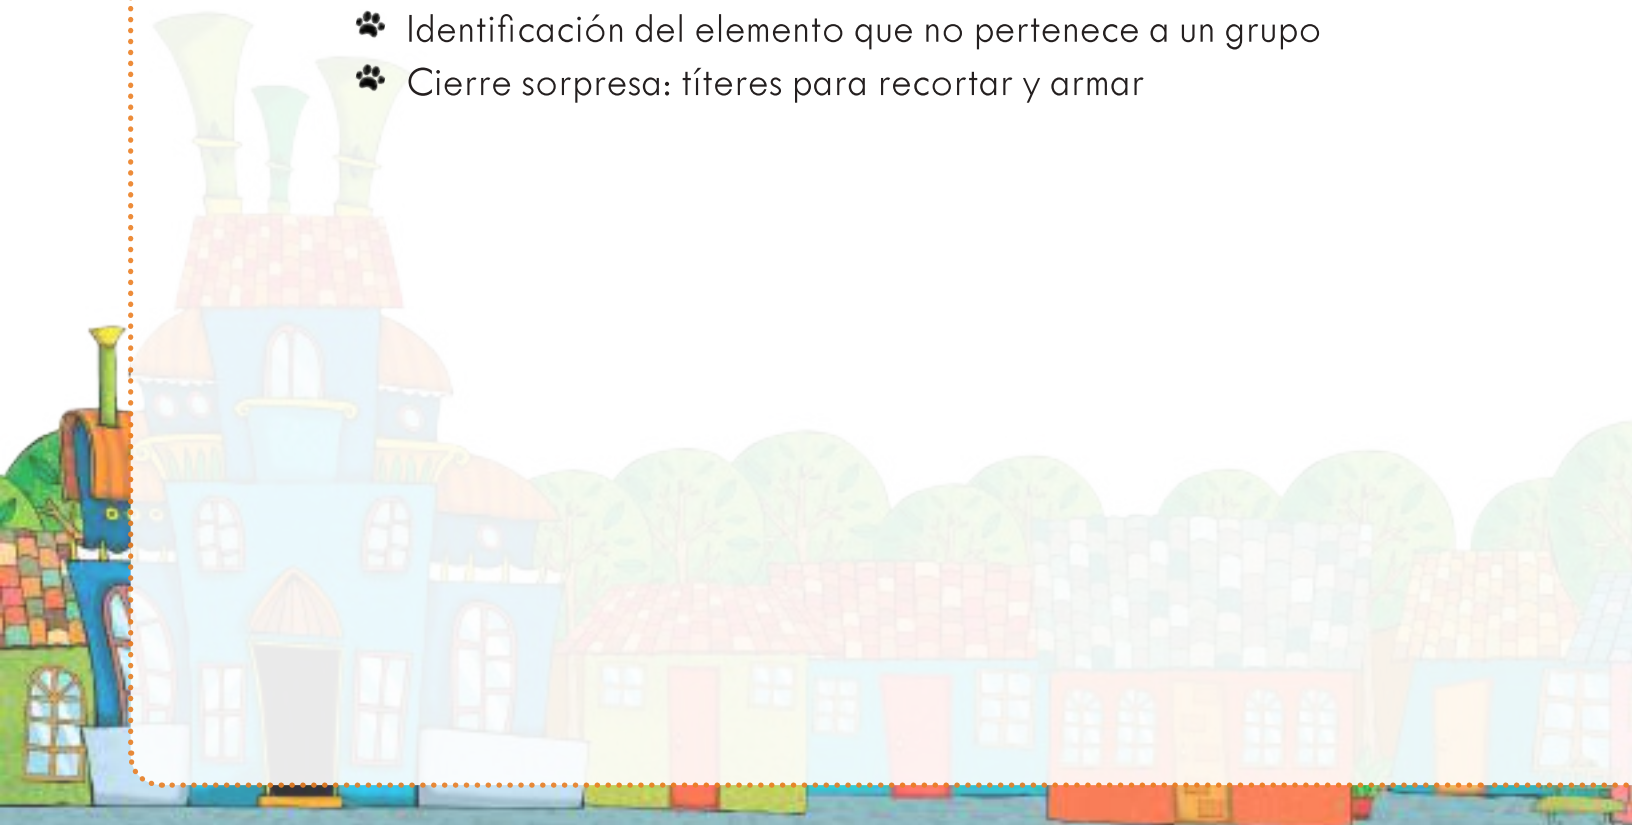 Identificación del elemento que no pertenece a un grupo
Cierre sorpresa: títeres para recortar y armar